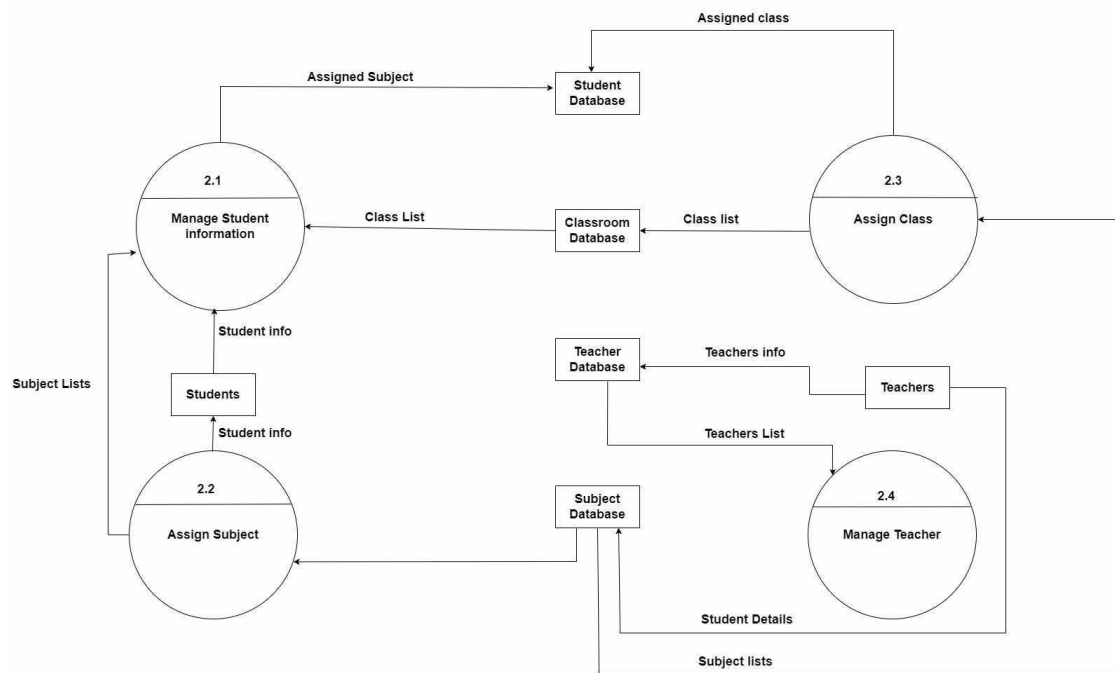 Assigned class
Assigned Subject
Student
Database
2.1
2.3
Manage Student
information
Class List
Classroom
Database
Class list
Assign Class
Student info
Teacher
Database
Teachers info
Subject Lists
Students
Teachers
Student info
Teachers List
2.2
Subject
Database
2.4
Assign Subject
Manage Teacher
Student Details
Subject lists